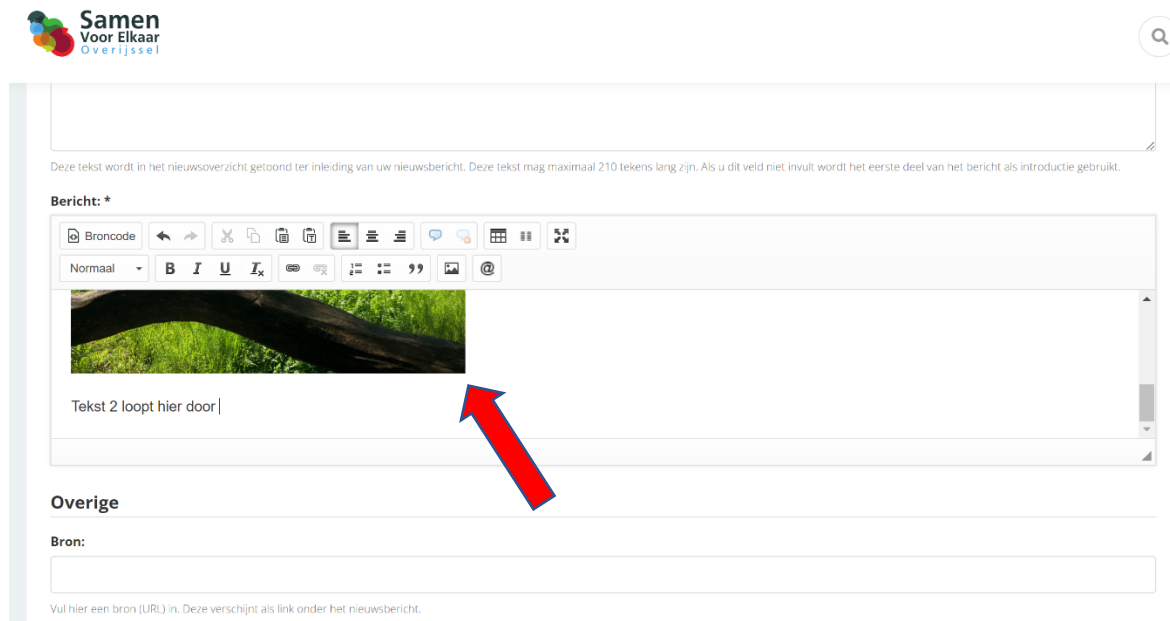 Samen
Voor Elkaar
Overijssel
Deze tekst wordt in het nieuwsoverzicht getoond ter inleiding van uw nieuwsbericht. Deze tekst mag maximaal 210 tekens lang zijn. Als u dit veld niet invult wordt het eerste deel van het bericht als introductie gebruikt.
Bericht: *
Broncode
Normaal B I U Ix @
Tekst 2 loopt hier door
Overige
Bron:
Vul hier een bron (URL) in. Deze verschijnt als link onder het nieuwsbericht.